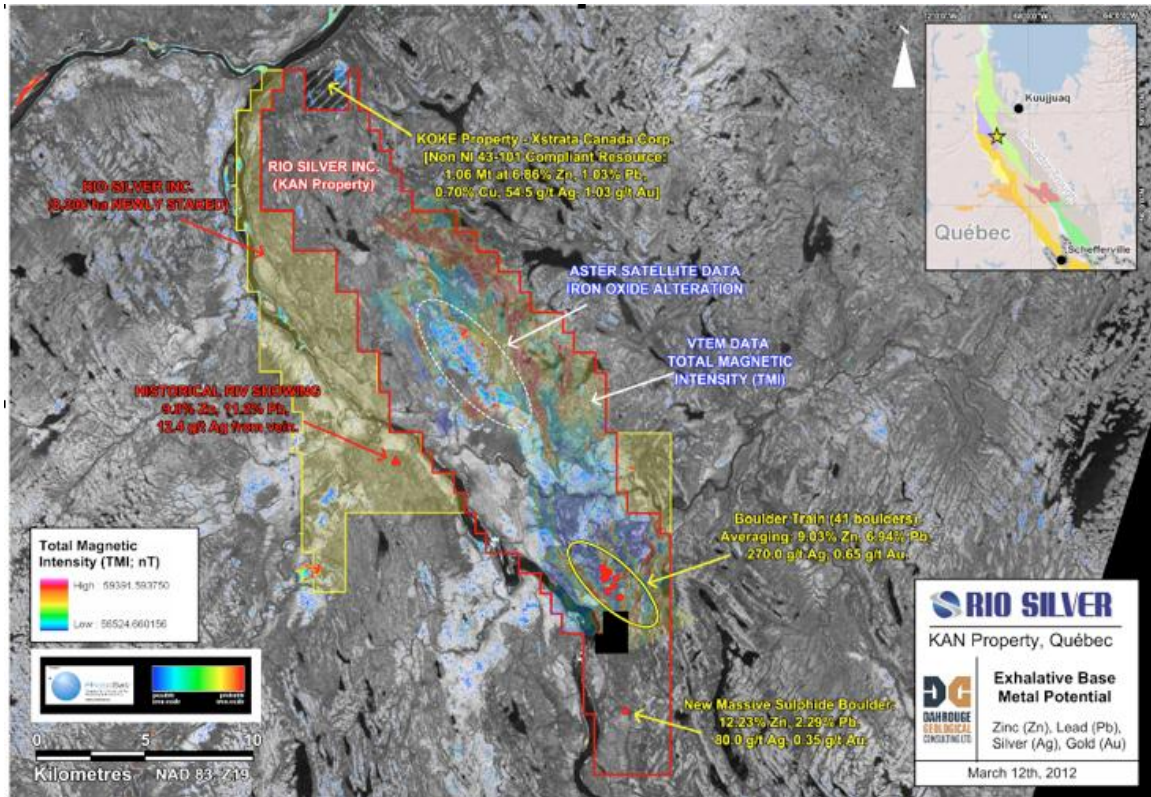 KOKE Property - Xstrata Canada Corp.
[Non NI 43-101 Compliant Resource:
1.06 Mt at 6.86% Zn, 1.03% Pb,
0.70% Cu, 54.5 g/t Ag, 1.03 g/t Au]
RIO SILVER INC.
(KAN Property)
RIO SILVER INC.
ha NEWLY STAKED)
ASTER SATELLITE DATA
IRON OXIDE ALTERATION
VTEM DATA
TOTAL MAGNETIC
INTENSITY (TMI)
HISTORICAL RIV SHOWING
Zn, 11.2% Pb,
12.4 g/t Ag from vein.
Boulder Train (41 boulders)
Averaging: 9.03% Zn, 6.94% Pb,
270.0 g/t Ag, 0.65 g/t Au.
New Massive Sulphide Boulder:
12.23% Zn, 2.29% Pb,
80.0 g/t Ag, 0.35 g/t Au.
Kuujjuaq
Québec
Schefferville
Total Magnetic
Intensity (TMI; nT)
High : 59391.593750
Low : 56524.660156
0 5 10
Kilometres NAD 83, Z19
RIO SILVER
KAN Property, Québec
DG
DAHROUGE
GEOLOGICAL
CONSULTING LTD.
Exhalative Base
Metal Potential
Zinc (Zn), Lead (Pb),
Silver (Ag), Gold (Au)
March 12th, 2012